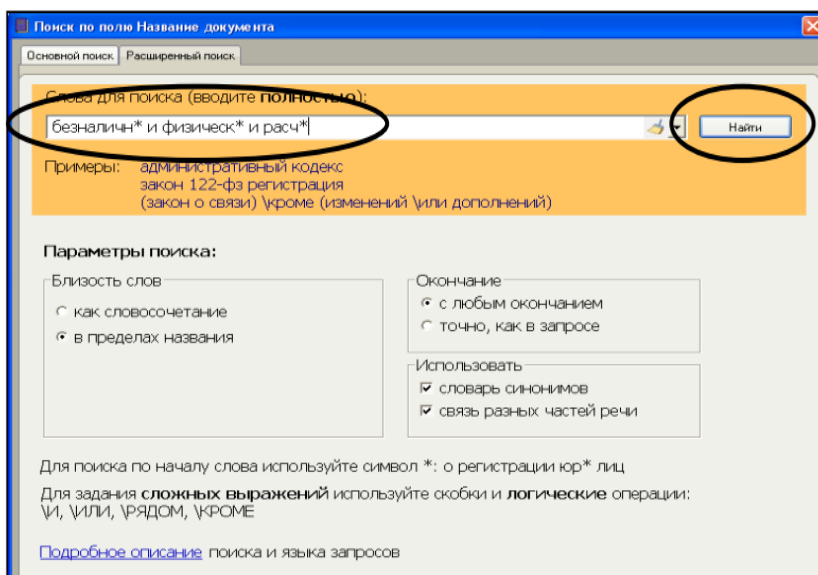 Поиск по полю Название документа
Основной поиск Расширенный поиск
Слова для поиска (вводите полностью):
безналичн* и физическ* и расч*
Найти
Примеры: административный кодекс
закон 122-фз регистрация
(закон о связи) \кроме (изменений \или дополнений)
Параметры поиска:
Близость слов
как словосочетание
в пределах названия
Окончание
с любым окончанием
точно, как в запросе
Использовать
словарь синонимов
связь разных частей речи
Для поиска по началу слова используйте символ *: о регистрации юр* лиц
Для задания сложных выражений используйте скобки и логические операции:
\И, \ИЛИ, \РЯДОМ, \КРОМЕ
Подробное описание поиска и языка запросов